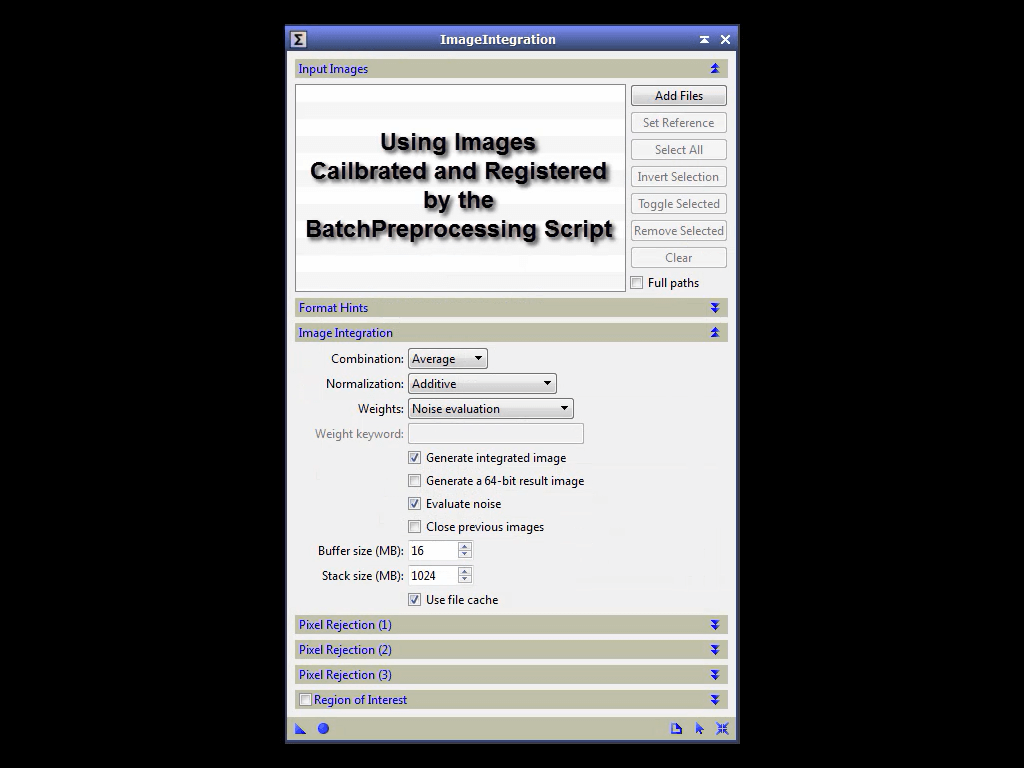 Σ ImageIntegration
Input Images
Using Images
Cailbrated and Registered
by the
BatchPreprocessing Script
Add Files
Set Reference
Select All
Invert Selection
Toggle Selected
Remove Selected
Clear
Full paths
Format Hints
Image Integration
Combination: Average
Normalization: Additive
Weights: Noise evaluation
Weight keyword:
Generate integrated image
Generate a 64-bit result image
Evaluate noise
Close previous images
Buffer size (MB): 16
Stack size (MB): 1024
Use file cache
Pixel Rejection (1)
Pixel Rejection (2)
Pixel Rejection (3)
Region of Interest